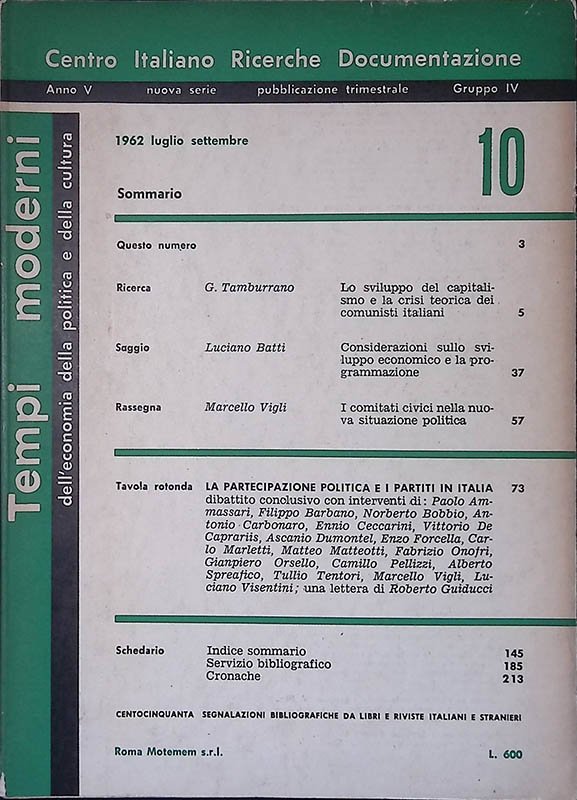 Centro Italiano Ricerche Documentazione
Anno V nuova serie pubblicazione trimestrale Gruppo IV
Tempi moderni
dell'economia della politica e della cultura
1962 luglio settembre
10
Sommario
Questo numero 3
Ricerca G. Tamburrano Lo sviluppo del capitali-
smo e la crisi teorica dei
comunisti italiani 5
Saggio Luciano Batti Considerazioni sullo svi-
luppo economico e la pro-
grammazione 37
Rassegna Marcello Vigli I comitati civici nella nuo-
va situazione politica 57
Tavola rotonda LA PARTECIPAZIONE POLITICA E I PARTITI IN ITALIA 73
dibattito conclusivo con interventi di: Paolo Am-
massari, Filippo Barbano, Norberto Bobbio, An-
tonio Carbonaro, Ennio Ceccarini, Vittorio De
Caprariis, Ascanio Dumontel, Enzo Forcella, Car-
lo Marletti, Matteo Matteotti, Fabrizio Onofri,
Gianpiero Orsello, Camillo Pellizzi, Alberto
Spreafico, Tullio Tentori, Marcello Vigli, Lu-
ciano Visentini; una lettera di Roberto Guiducci
Schedario Indice sommario 145
Servizio bibliografico 185
Cronache 213
CENTOCINQUANTA SEGNALAZIONI BIBLIOGRAFICHE DA LIBRI E RIVISTE ITALIANI E STRANIERI
Roma Motemem s.r.l. L. 600